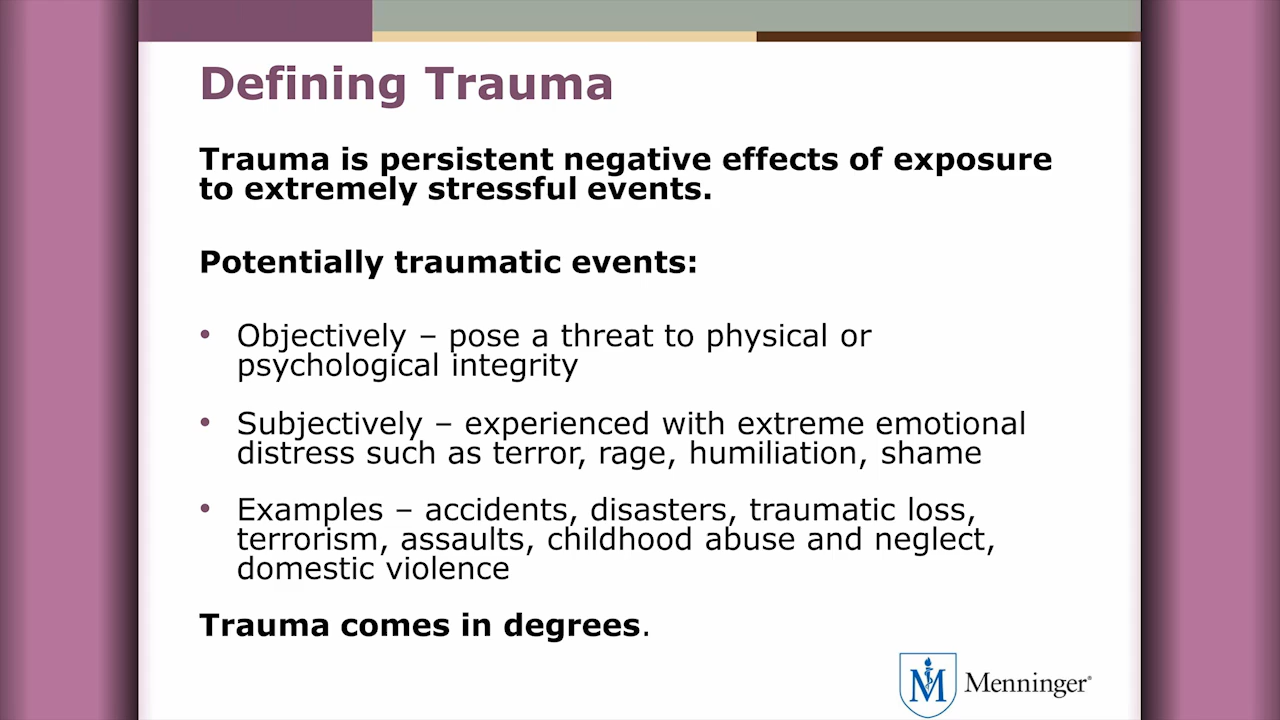 Defining Trauma
Trauma is persistent negative effects of exposure
to extremely stressful events.
Potentially traumatic events:
• Objectively – pose a threat to physical or
psychological integrity
• Subjectively – experienced with extreme emotional
distress such as terror, rage, humiliation, shame
• Examples – accidents, disasters, traumatic loss,
terrorism, assaults, childhood abuse and neglect,
domestic violence
Trauma comes in degrees.
M Menninger®